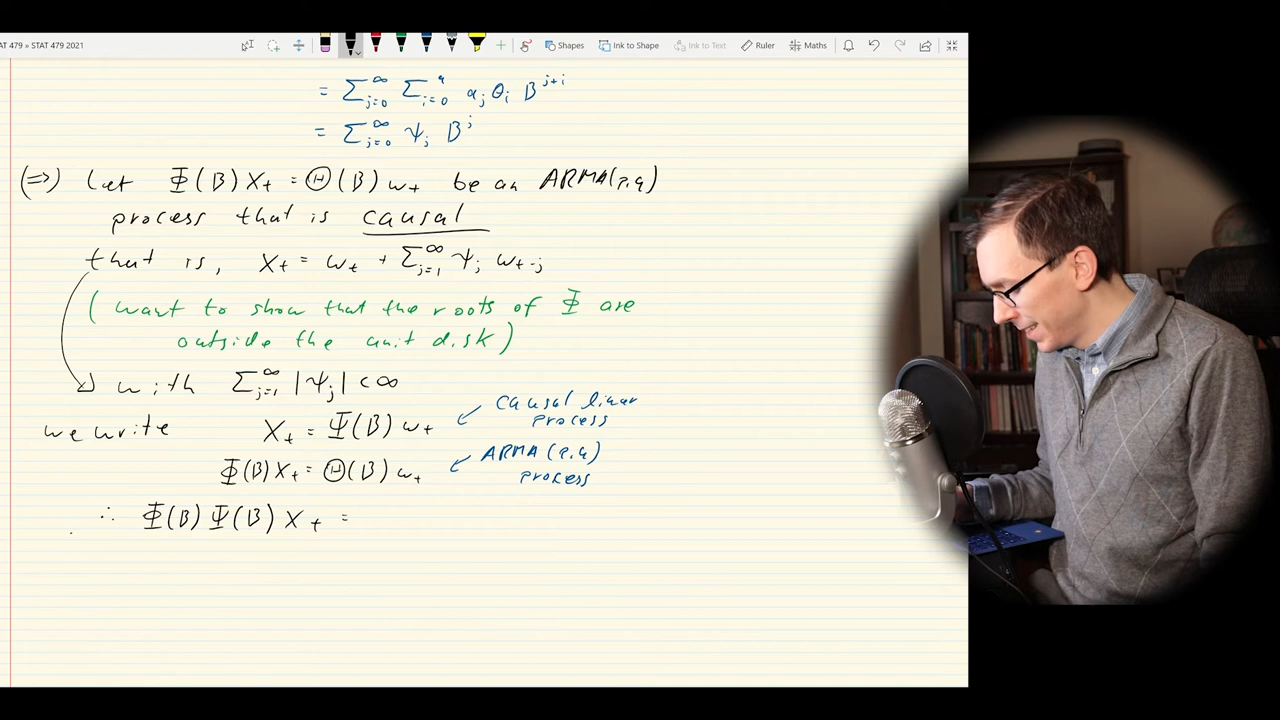 AT 479 » STAT 479 2021
Shapes Ink to Shape Ink to Text Ruler Maths
= Σ_{j=0}^∞ Σ_{i=0}^q a_j θ_i B^{j+i}
= Σ_{j=0}^∞ ψ_j B^j
(⇒) Let Φ(B) X_t = Θ(B) w_t be an ARMA(p,q)
process that is causal
that is, X_t = w_t + Σ_{j=1}^∞ ψ_j w_{t-j}
(want to show that the roots of Φ are
outside the unit disk)
with Σ_{j=1}^∞ |ψ_j| < ∞
we write X_t = Ψ(B) w_t ← causal linear
process
Φ(B) X_t = Θ(B) w_t ← ARMA(p,q)
process
∴ Φ(B) Ψ(B) X_t =